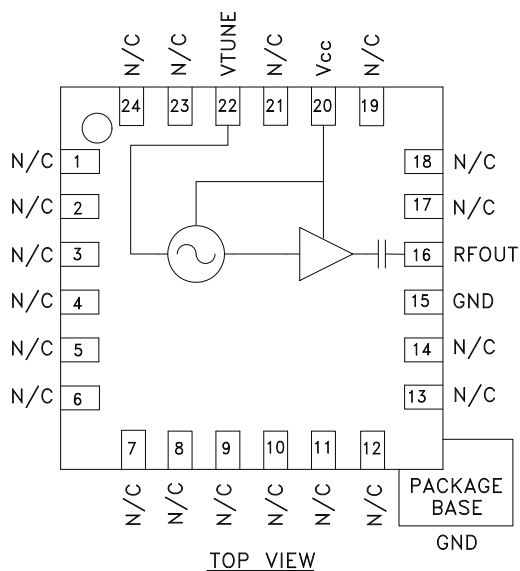 N/C N/C VTUNE N/C Vcc N/C
24 23 22 21 20 19
N/C 1
N/C 2
N/C 3
N/C 4
N/C 5
N/C 6
18 N/C
17 N/C
16 RFOUT
15 GND
14 N/C
13 N/C
7 8 9 10 11 12
N/C N/C N/C N/C N/C N/C
PACKAGE
BASE
GND
TOP VIEW